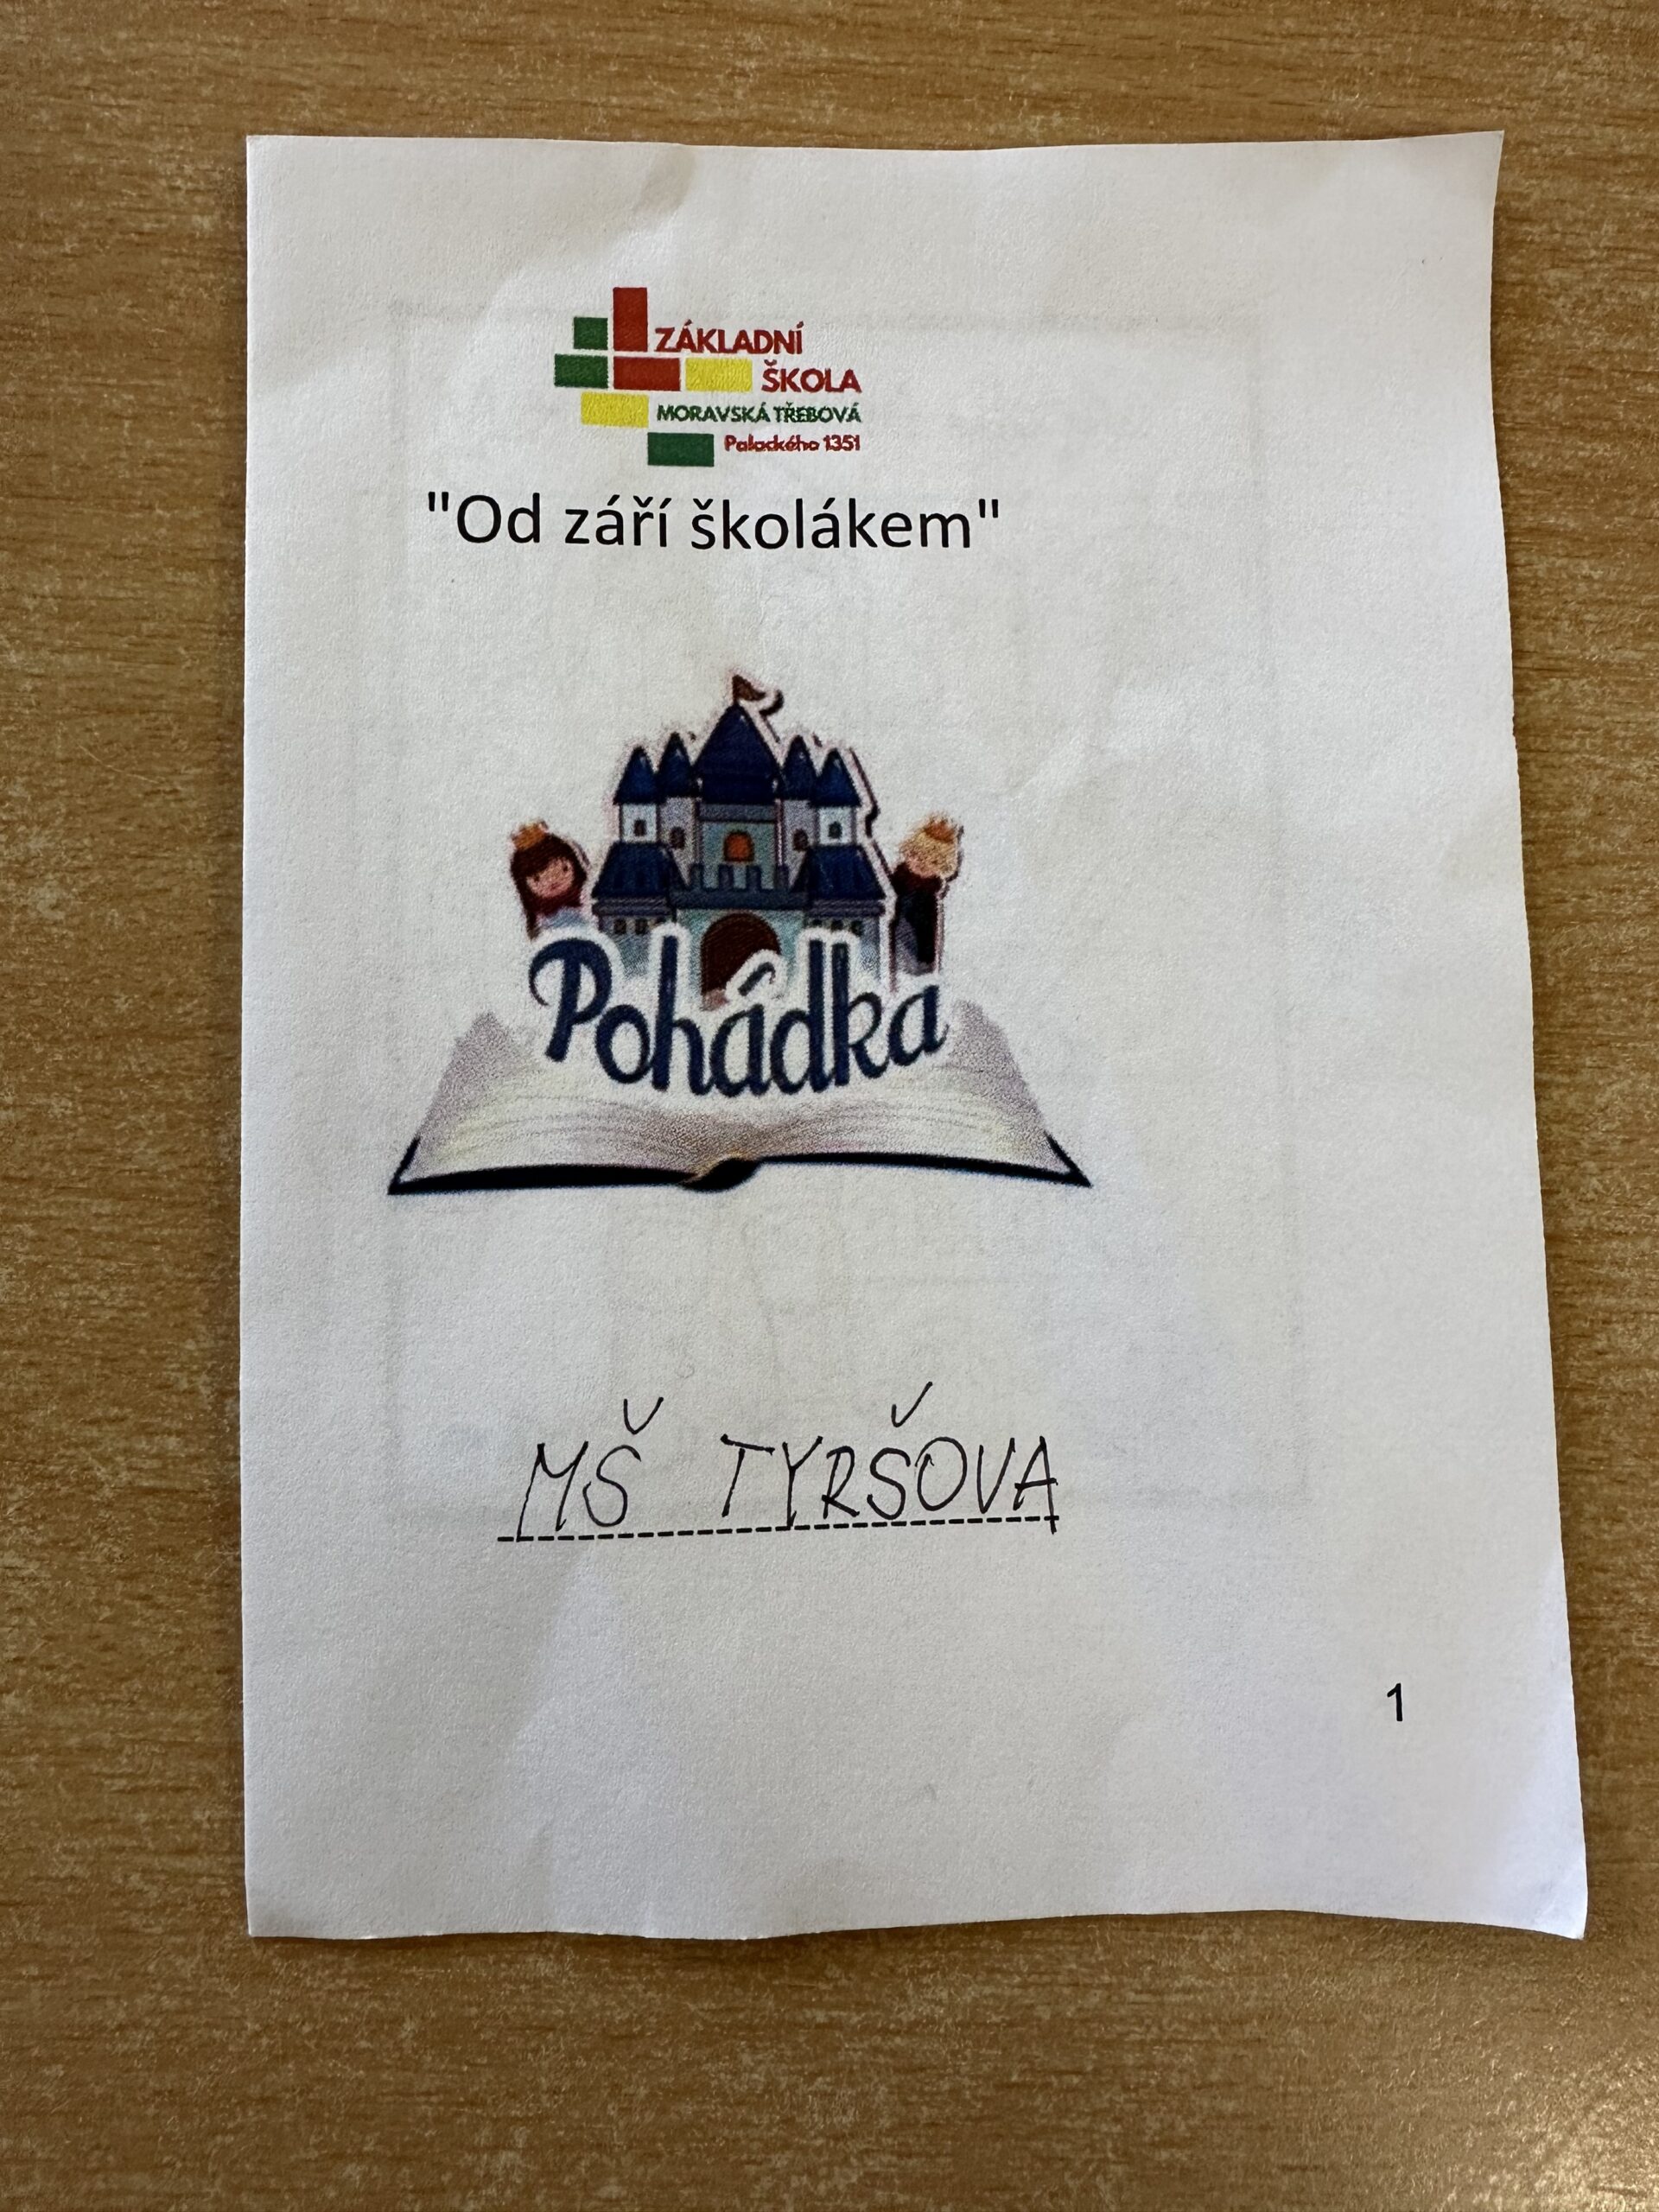 ZÁKLADNÍ
ŠKOLA
MORAVSKÁ TŘEBOVÁ
Palackého 1351
"Od září školákem"
Pohádka
MŠ TYRŠOVA
1